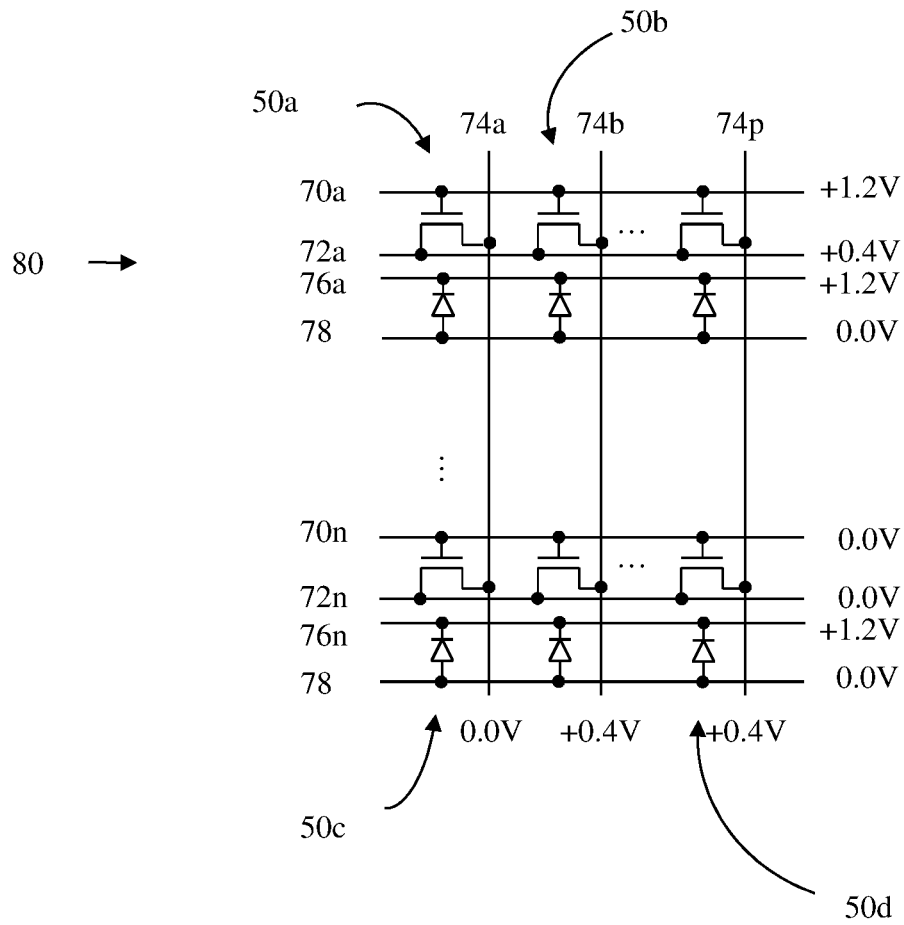 50b
50a
74a 74b 74p
70a +1.2V
...
72a +0.4V
80
76a +1.2V
78 0.0V
...
70n 0.0V
...
72n 0.0V
76n +1.2V
78 0.0V
0.0V +0.4V +0.4V
50c
50d